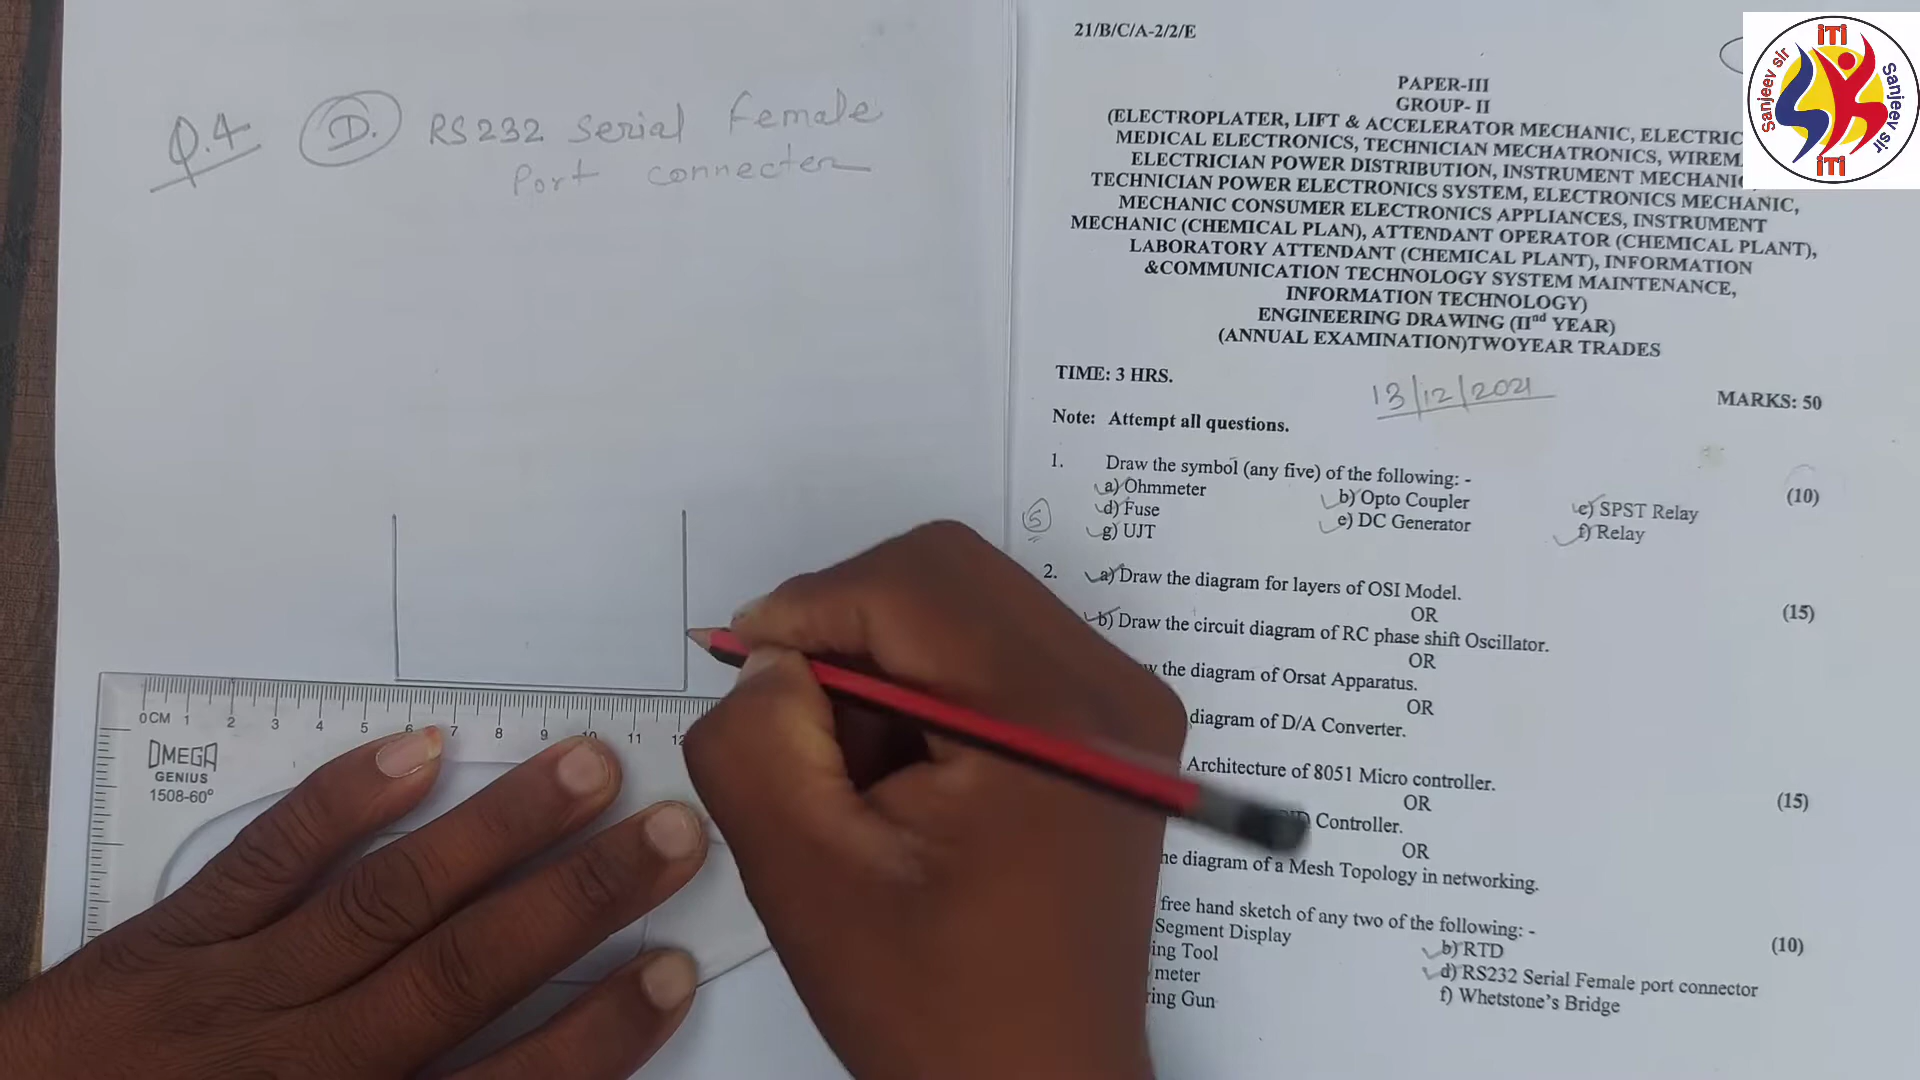 Q.4 D. RS232 serial female
Port connecter
21/B/C/A-2/2/E
PAPER-III
GROUP- II
(ELECTROPLATER, LIFT & ACCELERATOR MECHANIC,
MEDICAL ELECTRONICS, TECHNICIAN MECHATRONICS,
ELECTRICIAN POWER DISTRIBUTION, INSTRUMENT
TECHNICIAN POWER ELECTRONICS SYSTEM, ELECTRONICS MECHANIC,
MECHANIC CONSUMER ELECTRONICS APPLIANCES, INSTRUMENT
MECHANIC (CHEMICAL PLAN), ATTENDANT OPERATOR (CHEMICAL PLANT),
LABORATORY ATTENDANT (CHEMICAL PLANT), INFORMATION
&COMMUNICATION TECHNOLOGY SYSTEM MAINTENANCE,
INFORMATION TECHNOLOGY)
ENGINEERING DRAWING (IInd YEAR)
(ANNUAL EXAMINATION)TWOYEAR TRADES
TIME: 3 HRS.
13/12/2021
MARKS: 50
Note: Attempt all questions.
1. Draw the symbol (any five) of the following: - (10)
a) Ohmmeter b) Opto Coupler e) SPST Relay
d) Fuse e) DC Generator f) Relay
g) UJT
5
2. a) Draw the diagram for layers of OSI Model. (15)
OR
b) Draw the circuit diagram of RC phase shift Oscillator.
OR
the diagram of Orsat Apparatus.
OR
diagram of D/A Converter.
Architecture of 8051 Micro controller. (15)
OR
PID Controller.
OR
diagram of a Mesh Topology in networking.
free hand sketch of any two of the following: - (10)
Segment Display b) RTD
Tool d) RS232 Serial Female port connector
meter f) Whetstone's Bridge
Gun
0CM 1 2 3 4 5 6 7 8 9 10 11 12
OMEGA
GENIUS
1508-60°
iTi
Sanjeev sir
Sanjeev sir
iTi